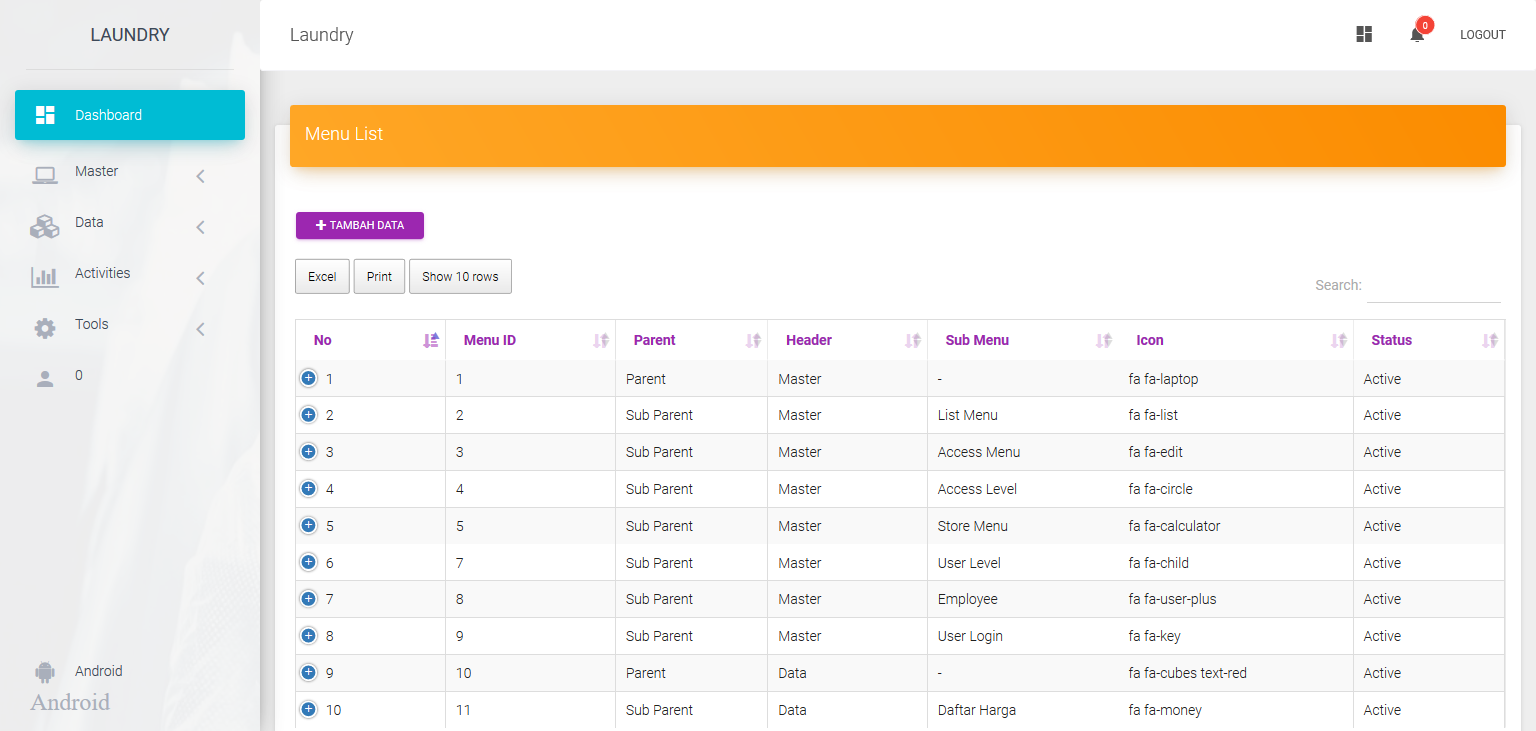 LAUNDRY
Laundry
0
LOGOUT
Dashboard
Master
Data
Activities
Tools
0
Android
Android
Menu List
TAMBAH DATA
Excel Print Show 10 rows
Search:
No Menu ID Parent Header Sub Menu Icon Status
1 1 Parent Master - fa fa-laptop Active
2 2 Sub Parent Master List Menu fa fa-list Active
3 3 Sub Parent Master Access Menu fa fa-edit Active
4 4 Sub Parent Master Access Level fa fa-circle Active
5 5 Sub Parent Master Store Menu fa fa-calculator Active
6 7 Sub Parent Master User Level fa fa-child Active
7 8 Sub Parent Master Employee fa fa-user-plus Active
8 9 Sub Parent Master User Login fa fa-key Active
9 10 Parent Data - fa fa-cubes text-red Active
10 11 Sub Parent Data Daftar Harga fa fa-money Active